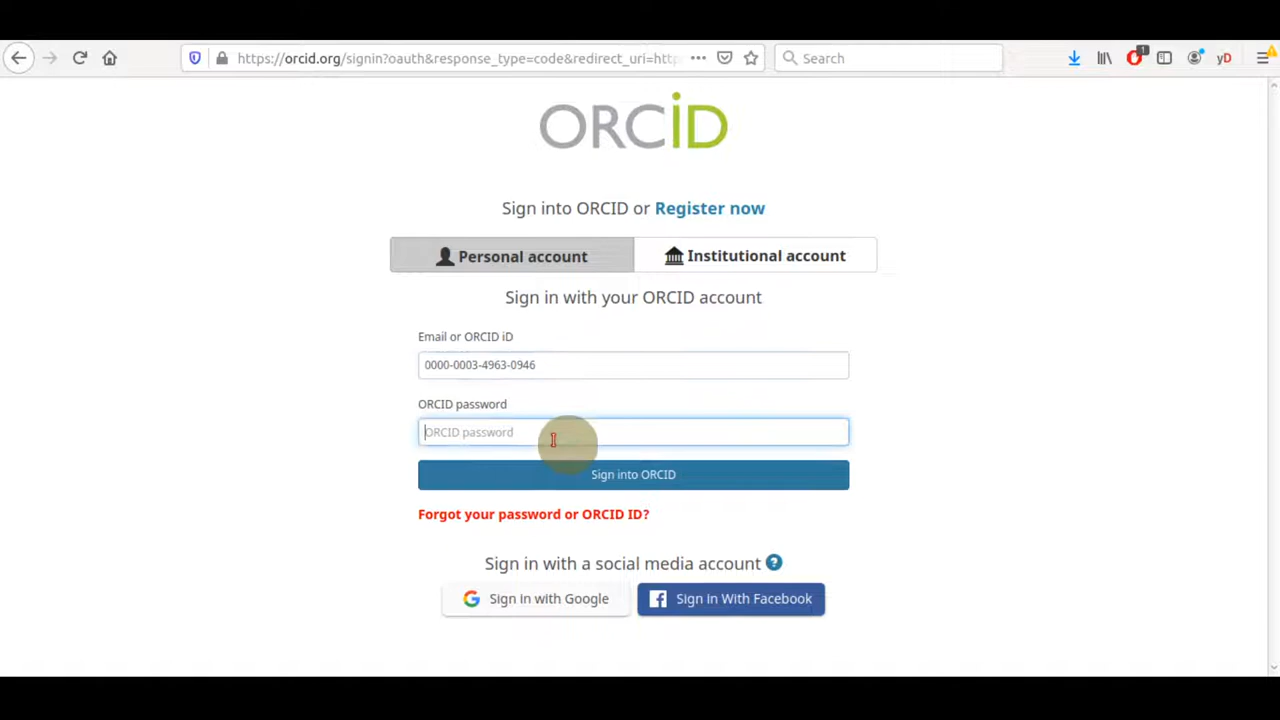 https://orcid.org/signin?oauth&response_type=code&redirect_uri=http
Search
1
yD
ORCiD
Sign into ORCID or Register now
Personal account
Institutional account
Sign in with your ORCID account
Email or ORCID iD
0000-0003-4963-0946
ORCID password
ORCID password
Sign into ORCID
Forgot your password or ORCID ID?
Sign in with a social media account ?
Sign in with Google
Sign in With Facebook